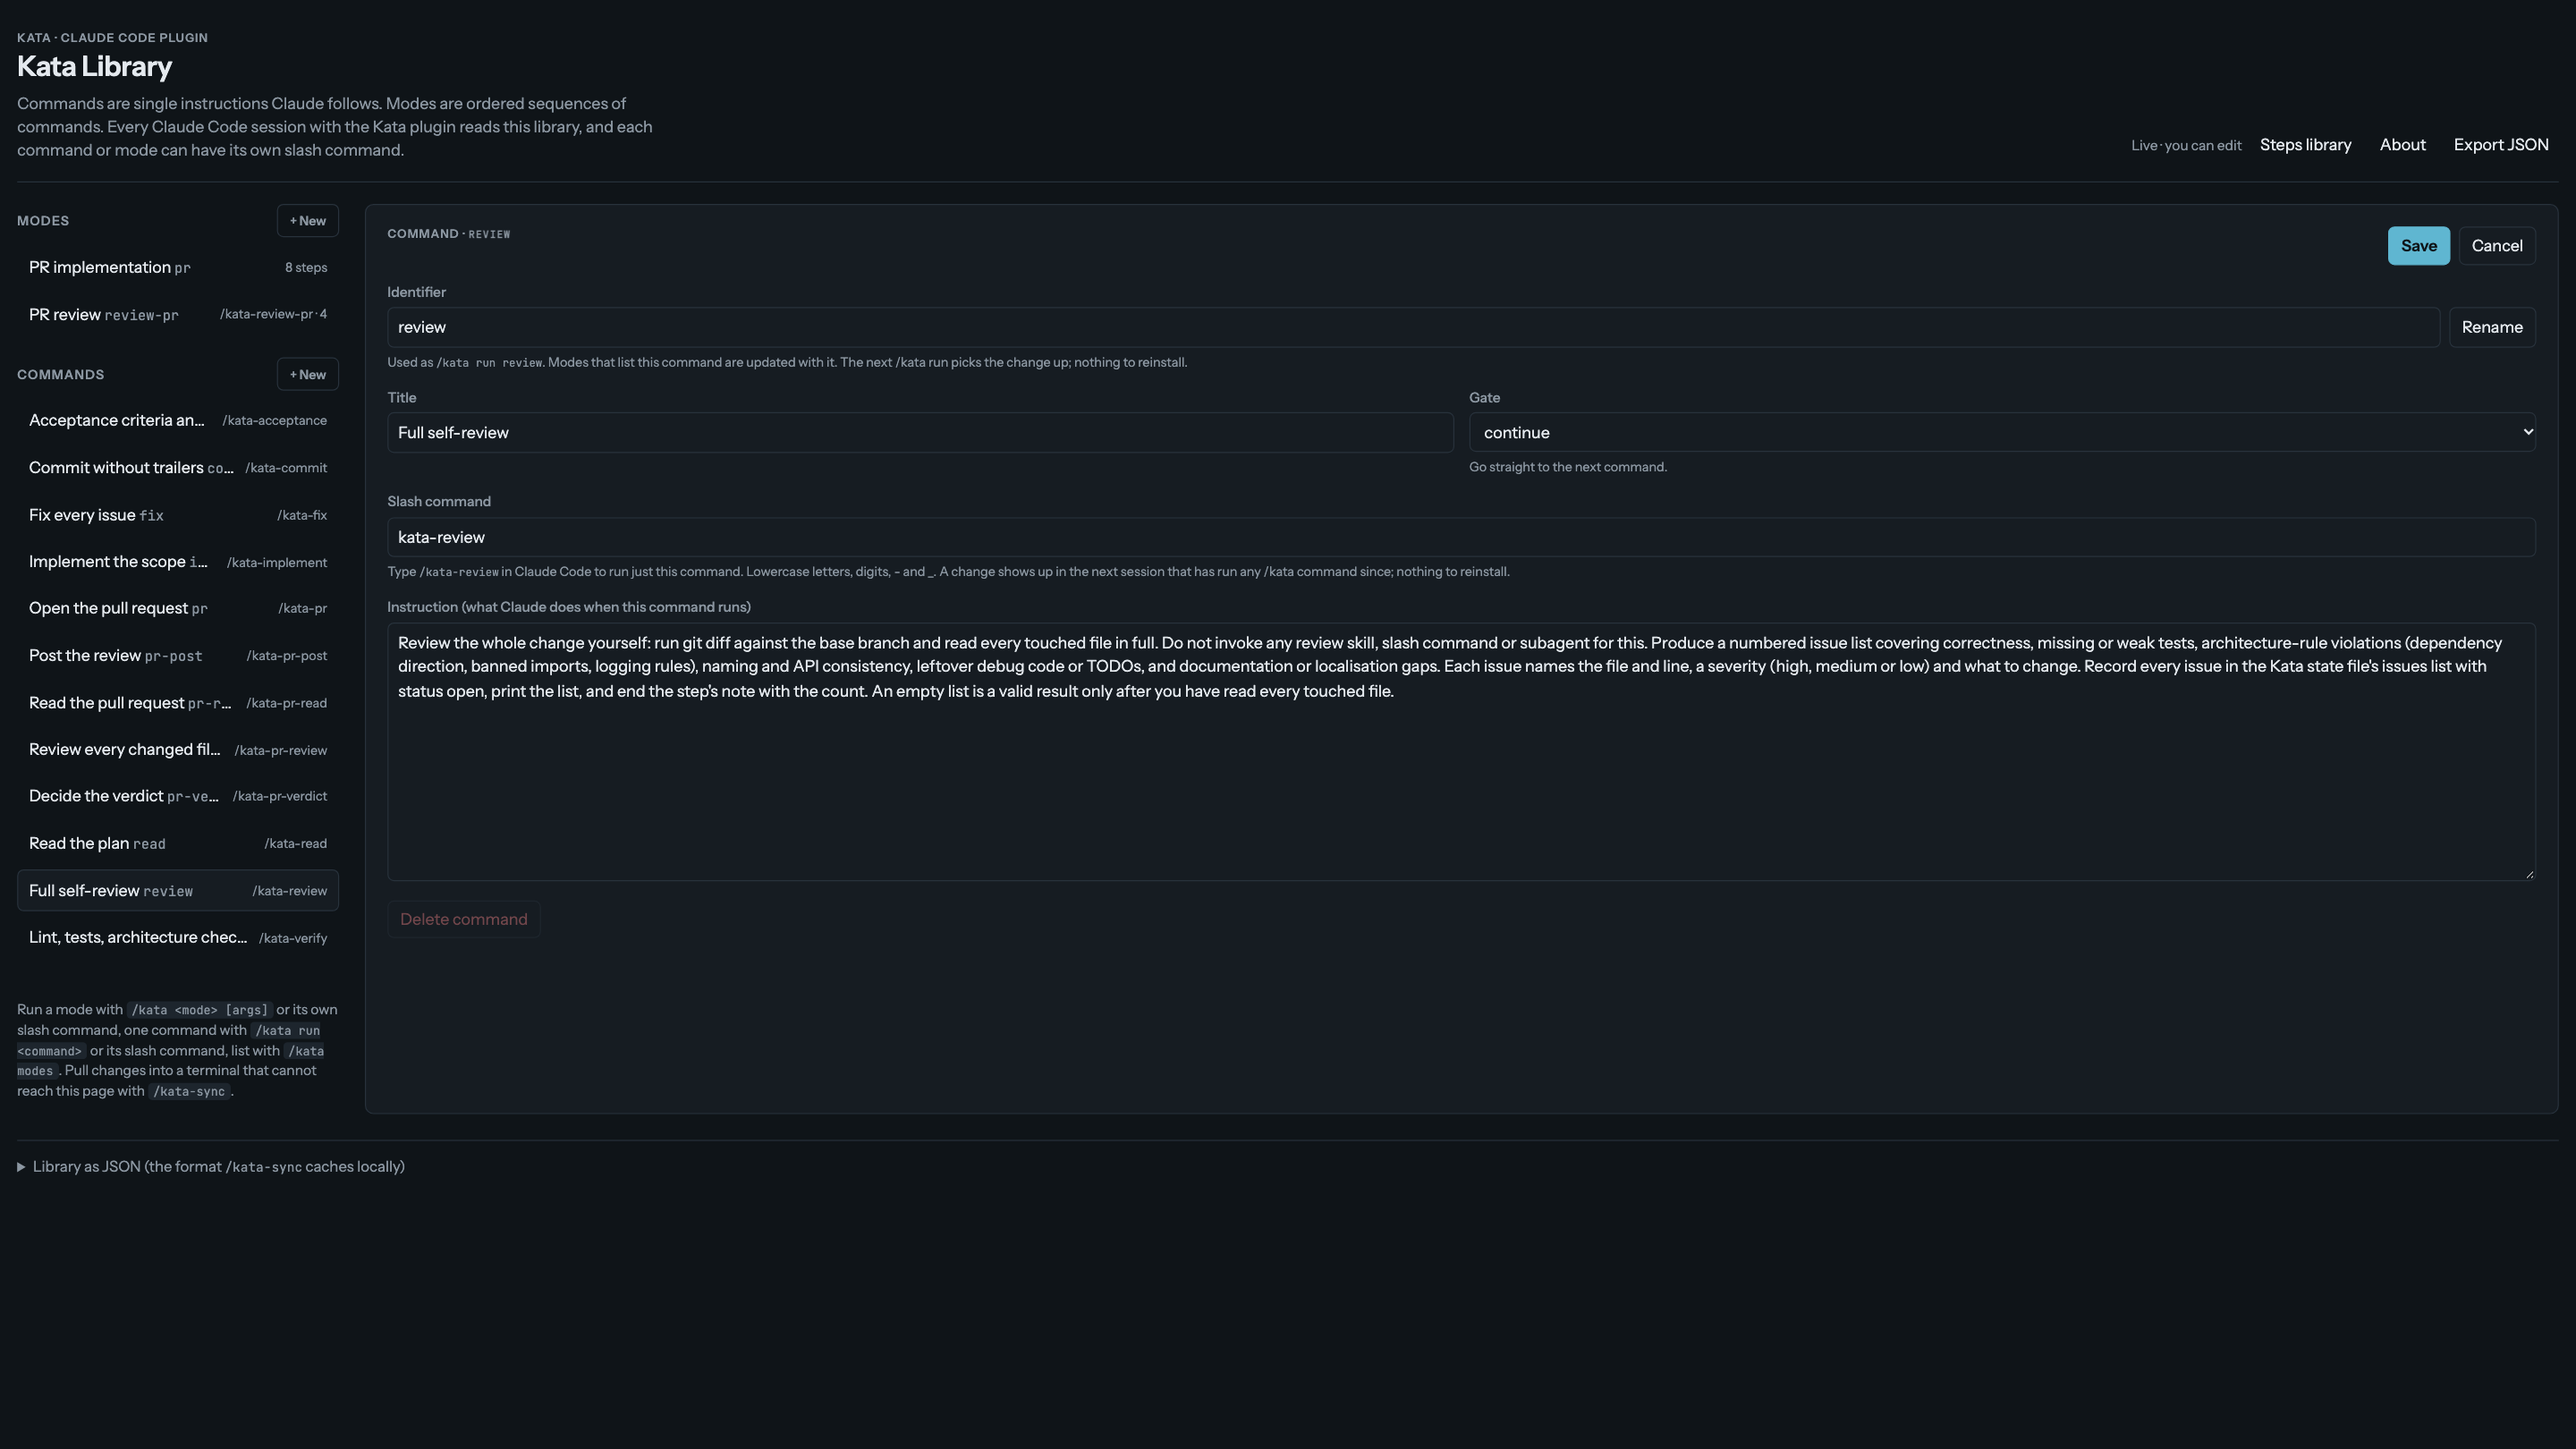 KATA · CLAUDE CODE PLUGIN
Kata Library
Commands are single instructions Claude follows. Modes are ordered sequences of
commands. Every Claude Code session with the Kata plugin reads this library, and each
command or mode can have its own slash command.
Live · you can edit
Steps library
About
Export JSON
MODES
+ New
PR implementation pr
8 steps
PR review review-pr
/kata-review-pr · 4
COMMANDS
+ New
Acceptance criteria an...
/kata-acceptance
Commit without trailers co...
/kata-commit
Fix every issue fix
/kata-fix
Implement the scope i...
/kata-implement
Open the pull request pr
/kata-pr
Post the review pr-post
/kata-pr-post
Read the pull request pr-r...
/kata-pr-read
Review every changed fil...
/kata-pr-review
Decide the verdict pr-ve...
/kata-pr-verdict
Read the plan read
/kata-read
Full self-review review
/kata-review
Lint, tests, architecture chec...
/kata-verify
Run a mode with /kata <mode> [args] or its own
slash command, one command with /kata run
<command> or its slash command, list with /kata
modes. Pull changes into a terminal that cannot
reach this page with /kata-sync.
COMMAND · REVIEW
Save
Cancel
Identifier
review
Rename
Used as /kata run review. Modes that list this command are updated with it. The next /kata run picks the change up; nothing to reinstall.
Title
Full self-review
Gate
continue
Go straight to the next command.
Slash command
kata-review
Type /kata-review in Claude Code to run just this command. Lowercase letters, digits, - and _. A change shows up in the next session that has run any /kata command since; nothing to reinstall.
Instruction (what Claude does when this command runs)
Review the whole change yourself: run git diff against the base branch and read every touched file in full. Do not invoke any review skill, slash command or subagent for this. Produce a numbered issue list covering correctness, missing or weak tests, architecture-rule violations (dependency
direction, banned imports, logging rules), naming and API consistency, leftover debug code or TODOs, and documentation or localisation gaps. Each issue names the file and line, a severity (high, medium or low) and what to change. Record every issue in the Kata state file's issues list with
status open, print the list, and end the step's note with the count. An empty list is a valid result only after you have read every touched file.
Delete command
Library as JSON (the format /kata-sync caches locally)